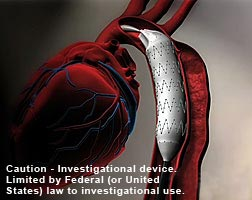 Caution - Investigational device.
Limited by Federal (or United
States) law to investigational use.